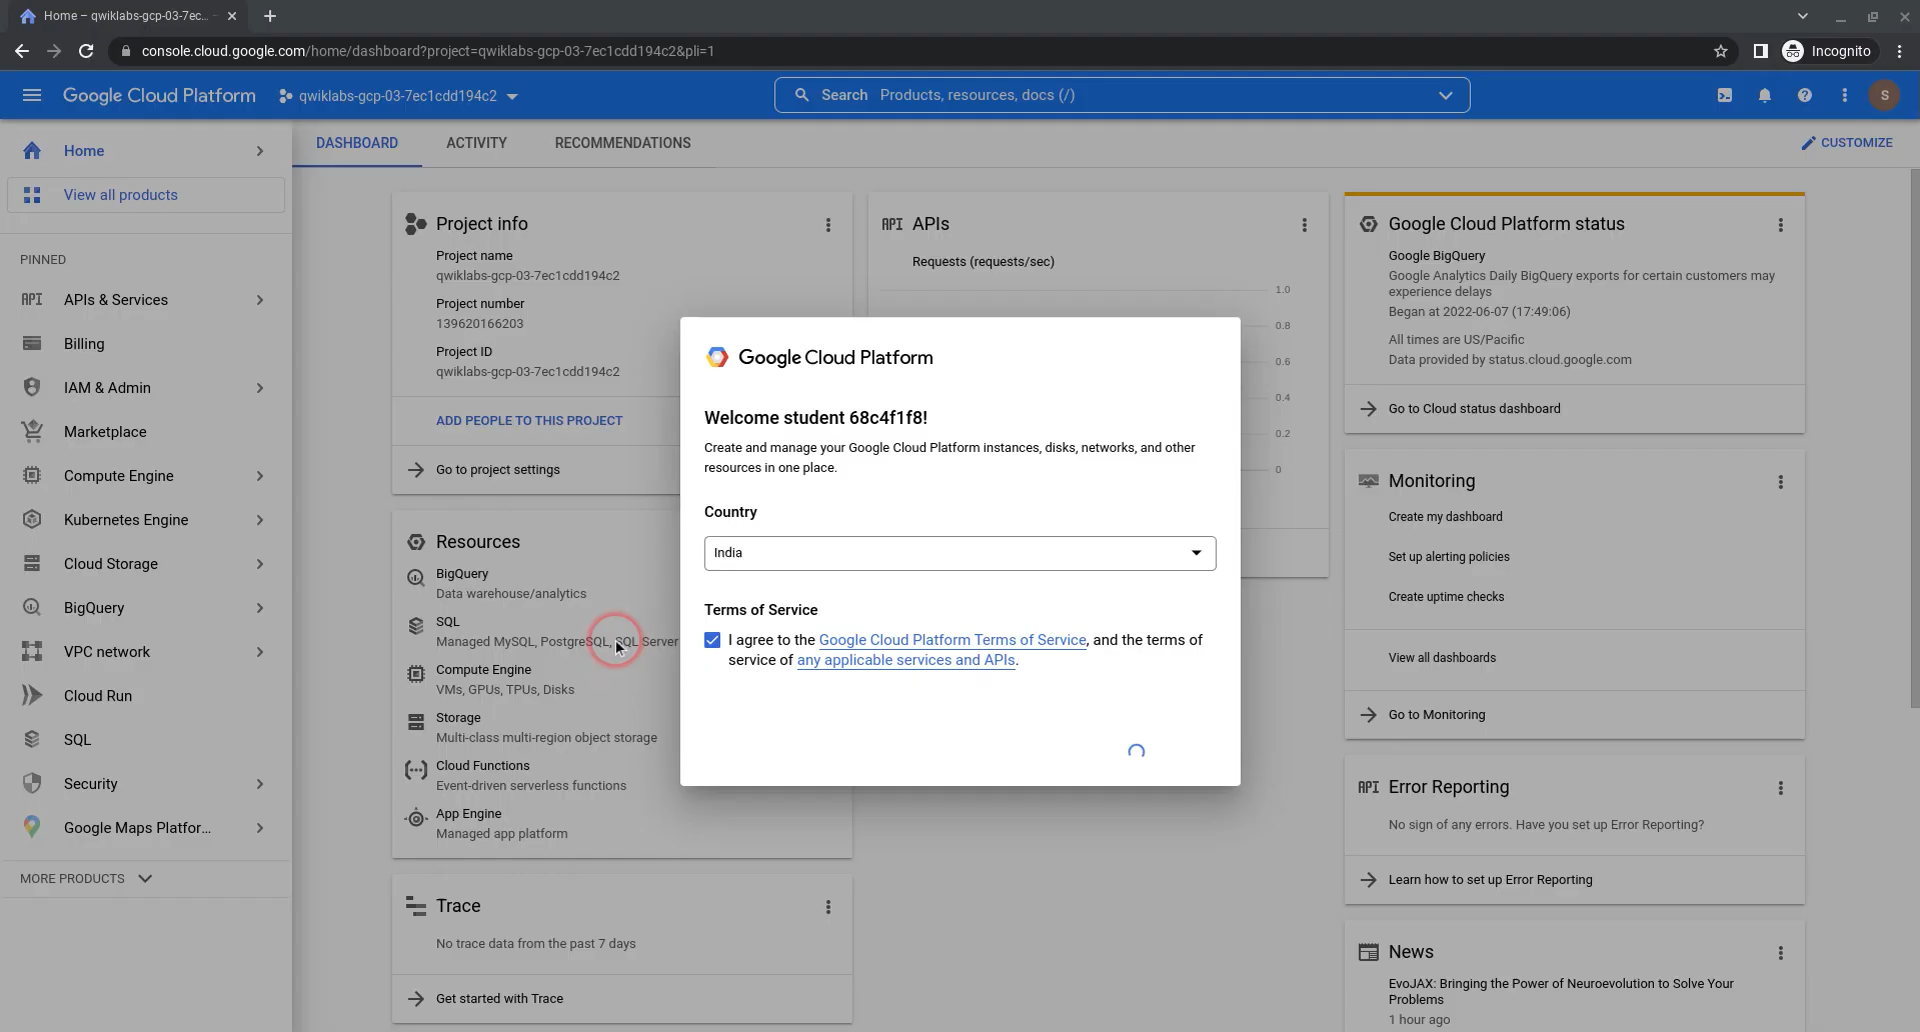 Home – qwiklabs-gcp-03-7ec…
console.cloud.google.com/home/dashboard?project=qwiklabs-gcp-03-7ec1cdd194c2&pli=1
Incognito
Google Cloud Platform
qwiklabs-gcp-03-7ec1cdd194c2
Search Products, resources, docs (/)
S
Home
View all products
PINNED
API APIs & Services
Billing
IAM & Admin
Marketplace
Compute Engine
Kubernetes Engine
Cloud Storage
BigQuery
VPC network
Cloud Run
SQL
Security
Google Maps Platfor…
MORE PRODUCTS
DASHBOARD ACTIVITY RECOMMENDATIONS
CUSTOMIZE
Project info
Project name
qwiklabs-gcp-03-7ec1cdd194c2
Project number
139620166203
Project ID
qwiklabs-gcp-03-7ec1cdd194c2
ADD PEOPLE TO THIS PROJECT
Go to project settings
Resources
BigQuery
Data warehouse/analytics
SQL
Managed MySQL, PostgreSQL, SQL Server
Compute Engine
VMs, GPUs, TPUs, Disks
Storage
Multi-class multi-region object storage
Cloud Functions
Event-driven serverless functions
App Engine
Managed app platform
Trace
No trace data from the past 7 days
Get started with Trace
API APIs
Requests (requests/sec)
1.0
0.8
0.6
0.4
0.2
0
Google Cloud Platform
Welcome student 68c4f1f8!
Create and manage your Google Cloud Platform instances, disks, networks, and other
resources in one place.
Country
India
Terms of Service
I agree to the Google Cloud Platform Terms of Service, and the terms of
service of any applicable services and APIs.
Google Cloud Platform status
Google BigQuery
Google Analytics Daily BigQuery exports for certain customers may
experience delays
Began at 2022-06-07 (17:49:06)
All times are US/Pacific
Data provided by status.cloud.google.com
Go to Cloud status dashboard
Monitoring
Create my dashboard
Set up alerting policies
Create uptime checks
View all dashboards
Go to Monitoring
API Error Reporting
No sign of any errors. Have you set up Error Reporting?
Learn how to set up Error Reporting
News
EvoJAX: Bringing the Power of Neuroevolution to Solve Your
Problems
1 hour ago